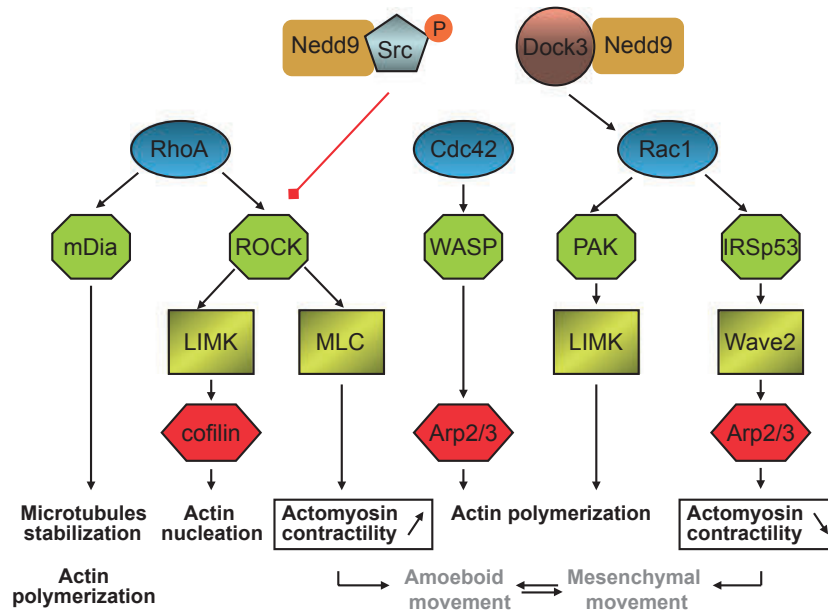 Nedd9
Src
P
Dock3
Nedd9
RhoA
Cdc42
Rac1
mDia
ROCK
WASP
PAK
IRSp53
LIMK
MLC
LIMK
Wave2
cofilin
Arp2/3
Arp2/3
Microtubules
stabilization
Actin
nucleation
Actomyosin
contractility
Actin polymerization
Actomyosin
contractility
Actin
polymerization
Amoeboid
movement
Mesenchymal
movement